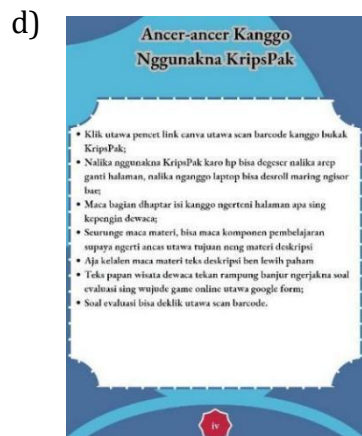 d)
Ancer-ancer Kanggo
Nggunakna KripsPak
• Klik utawa pencet link canva utawa scan barcode kanggo bukak
KripsPak;
• Nalika nggunakna KripsPak karo hp bisa degeser nalika arep
ganti halaman, nalika nganggo laptop bisa desroll maring ngisor
bae;
• Maca bagian dhaptar isi kanggo ngerteni halaman apa sing
kepengin dewaca;
• Seurunge maca materi, bisa maca komponen pembelajaran
supaya ngerti ancas utawa tujuan neng materi deskripsi
• Aja kelalen maca materi teks deskripsi ben lewih paham
• Teks papan wisata dewaca tekan rampung banjur ngerjakna soal
evaluasi sing wujude game online utawa google form;
• Soal evaluasi bisa deklik utawa scan barcode.
iv